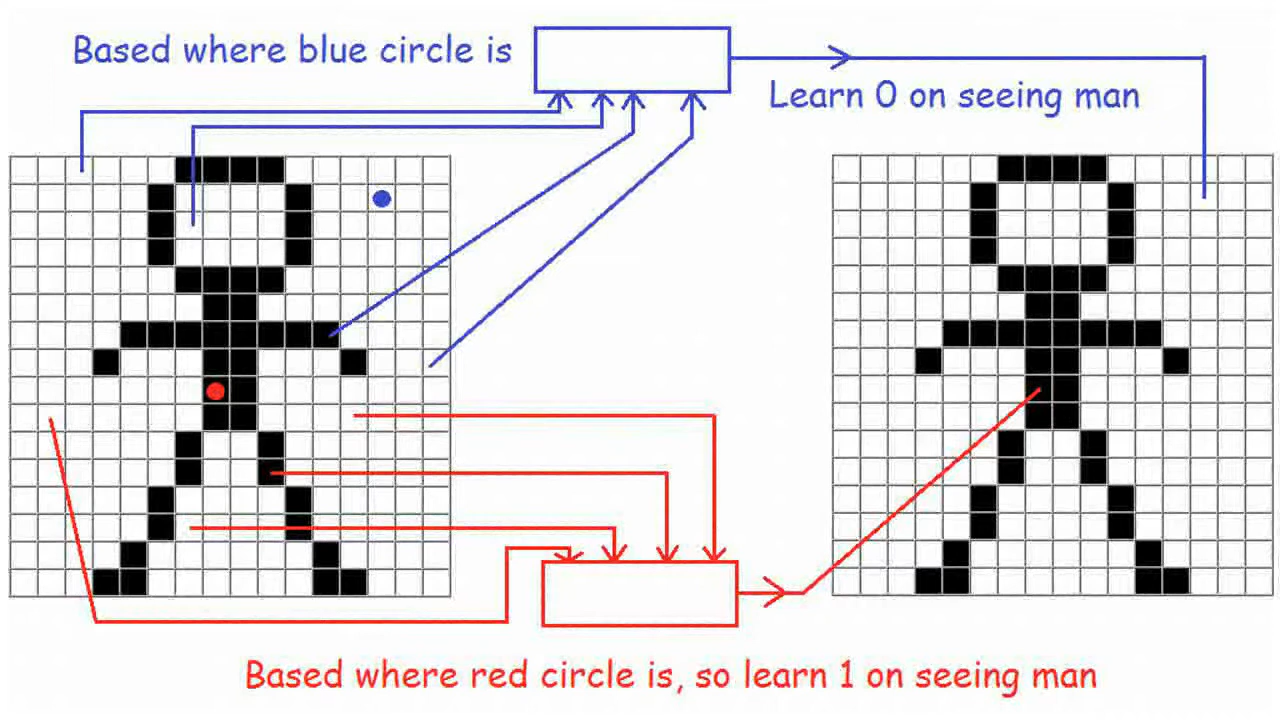 Based where blue circle is
Learn 0 on seeing man
Based where red circle is, so learn 1 on seeing man